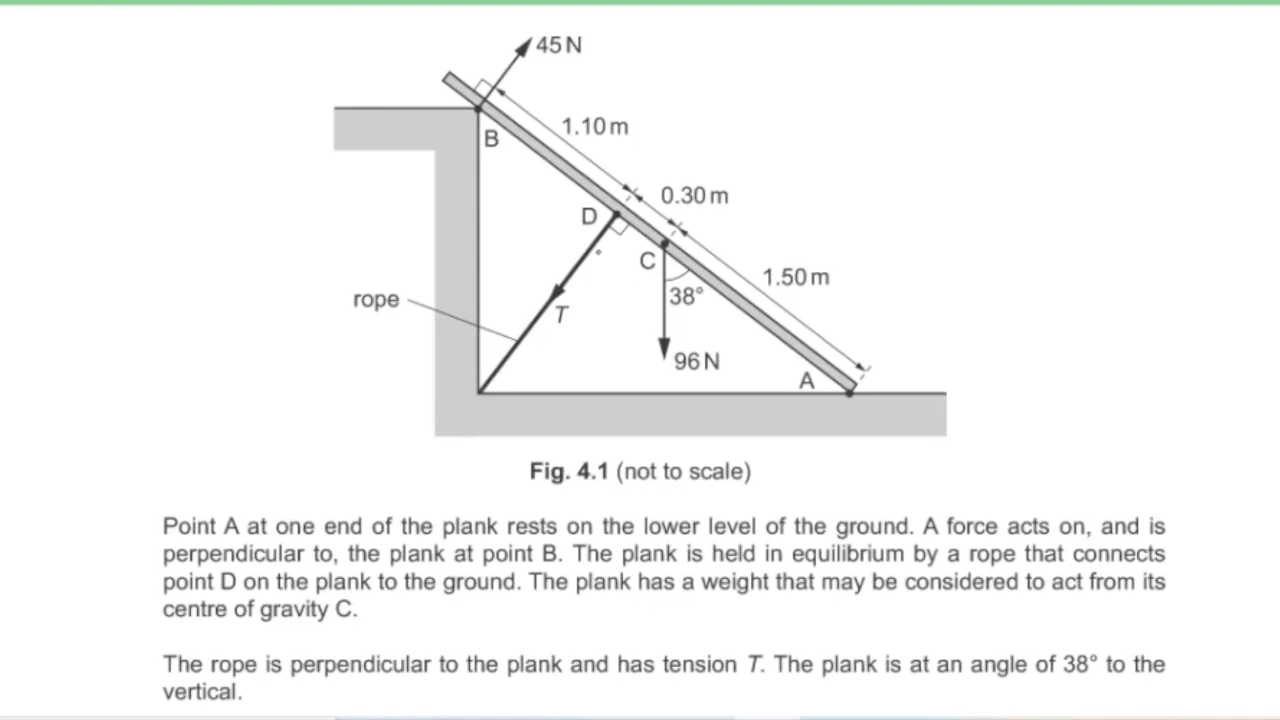 45 N
B
1.10 m
0.30 m
D
C
1.50 m
rope
T
38°
96 N
A
Fig. 4.1 (not to scale)
Point A at one end of the plank rests on the lower level of the ground. A force acts on, and is
perpendicular to, the plank at point B. The plank is held in equilibrium by a rope that connects
point D on the plank to the ground. The plank has a weight that may be considered to act from its
centre of gravity C.
The rope is perpendicular to the plank and has tension T. The plank is at an angle of 38° to the
vertical.